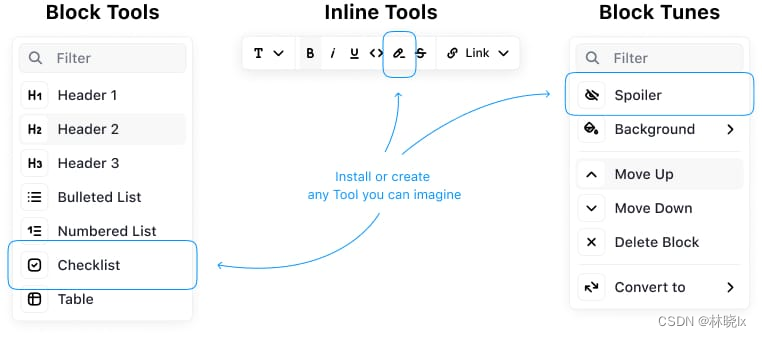 Block Tools
Filter
H1 Header 1
H2 Header 2
H3 Header 3
Bulleted List
Numbered List
Checklist
Table
Inline Tools
T B i U <> S Link
Install or create
any Tool you can imagine
Block Tunes
Filter
Spoiler
Background
Move Up
Move Down
Delete Block
Convert to
CSDN @林晓lx